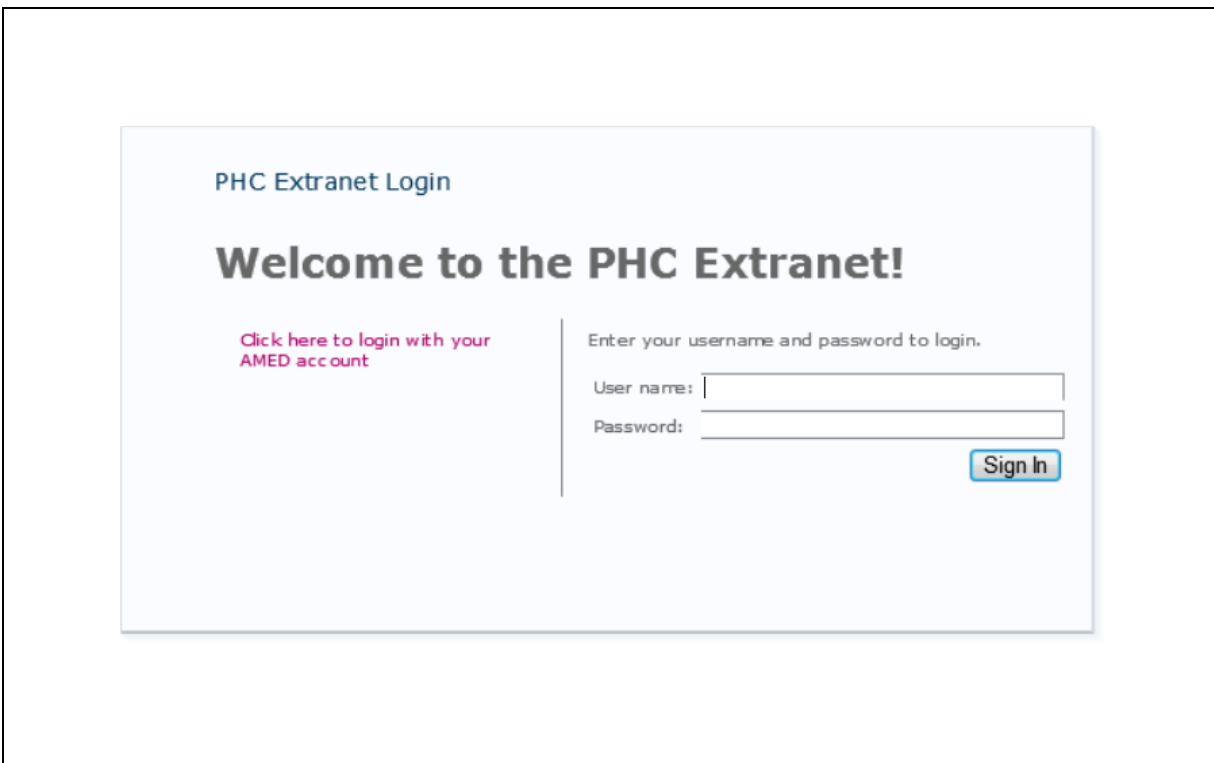 PHC Extranet Login
Welcome to the PHC Extranet!
Click here to login with your
AMED account
Enter your username and password to login.
User name:
Password:
Sign In